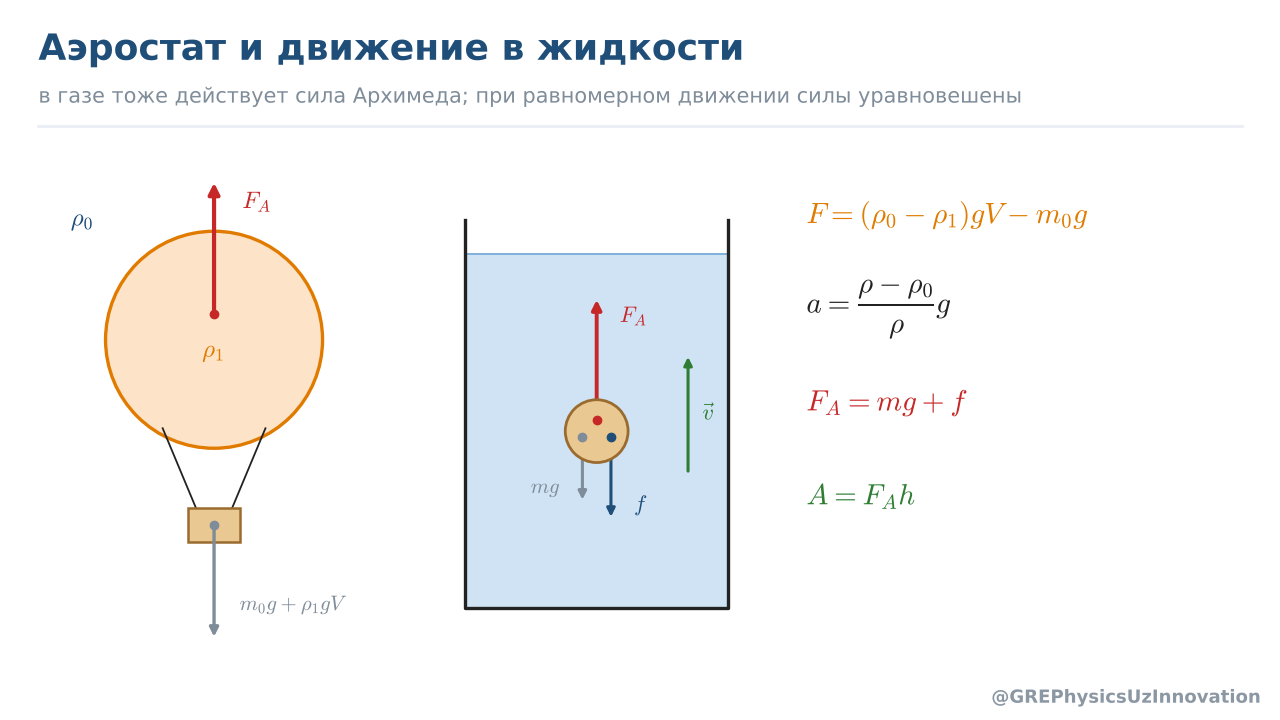 Аэростат и движение в жидкости
в газе тоже действует сила Архимеда; при равномерном движении силы уравновешены
ρ₀
F_A
ρ₁
m₀g + ρ₁gV
F_A
v⃗
mg
f
F = (ρ₀ − ρ₁)gV − m₀g
a = \frac{ρ − ρ₀}{ρ} g
F_A = mg + f
A = F_A h
@GREPhysicsUzInnovation